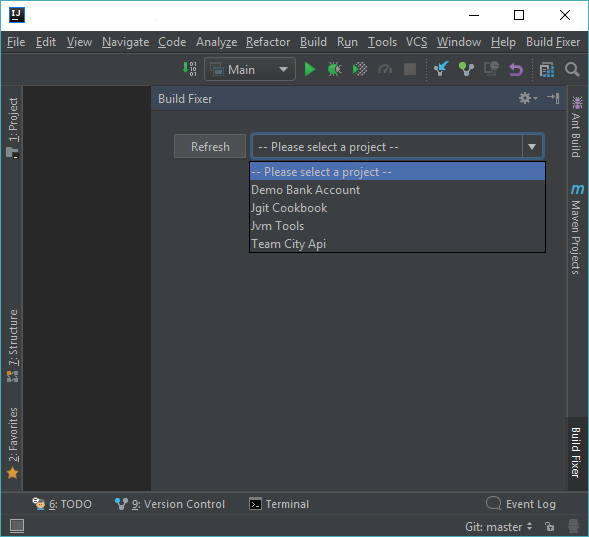 IJ
File Edit View Navigate Code Analyze Refactor Build Run Tools VCS Window Help Build Fixer
Main
1: Project
Build Fixer
Ant Build
Refresh
-- Please select a project --
-- Please select a project --
Demo Bank Account
Jgit Cookbook
Jvm Tools
Team City Api
m
Maven Projects
7: Structure
2: Favorites
Build Fixer
6: TODO 9: Version Control Terminal Event Log
Git: master